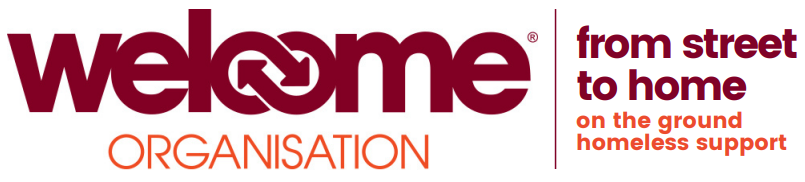 welcome®
ORGANISATION
from street
to home
on the ground
homeless support